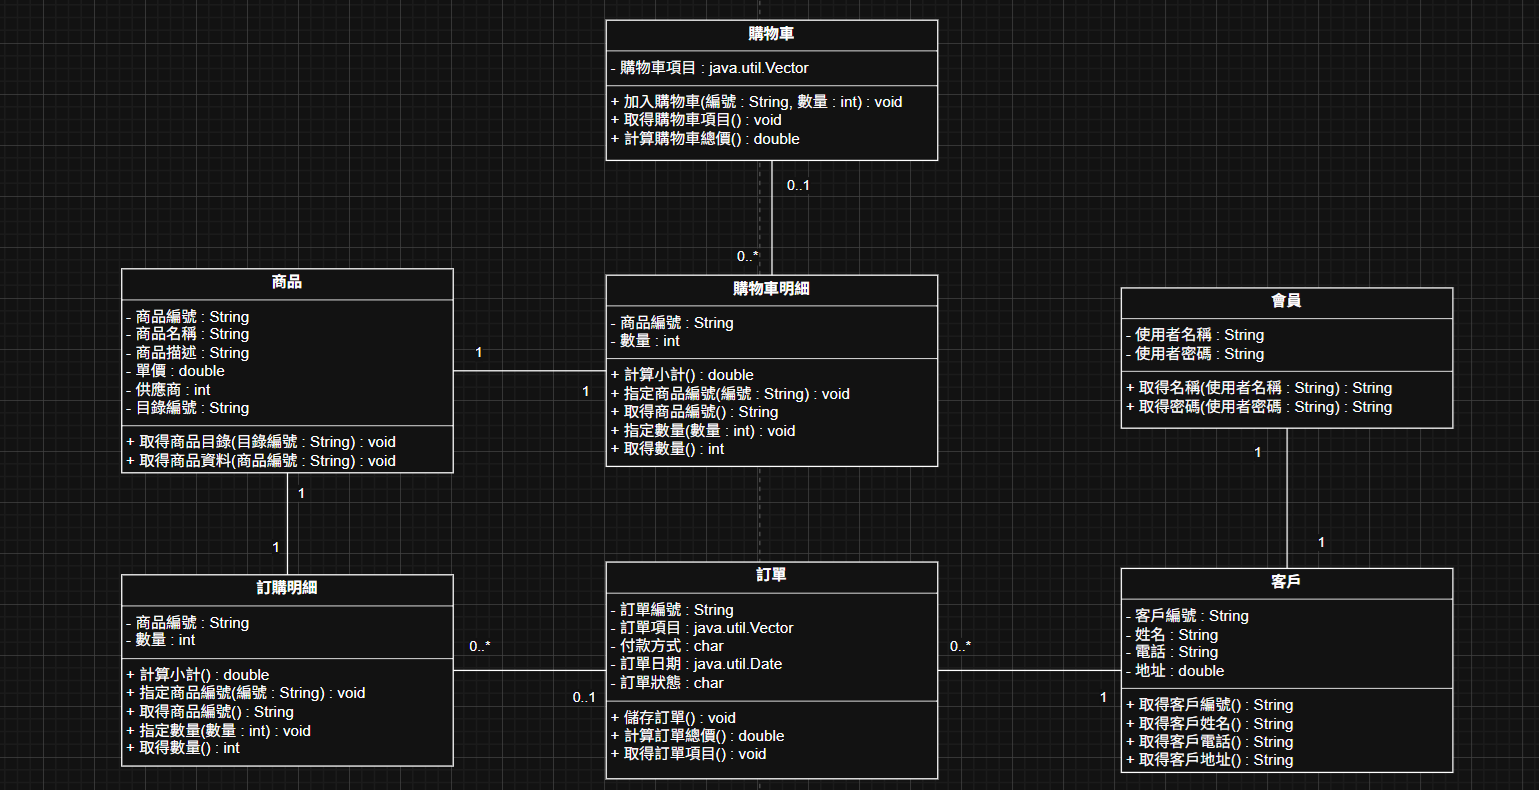 購物車
- 購物車項目 : java.util.Vector
+ 加入購物車(編號 : String, 數量 : int) : void
+ 取得購物車項目() : void
+ 計算購物車總價() : double
0..1
0..*
商品
- 商品編號 : String
- 商品名稱 : String
- 商品描述 : String
- 單價 : double
- 供應商 : int
- 目錄編號 : String
+ 取得商品目錄(目錄編號 : String) : void
+ 取得商品資料(商品編號 : String) : void
1
1
購物車明細
- 商品編號 : String
- 數量 : int
+ 計算小計() : double
+ 指定商品編號(編號 : String) : void
+ 取得商品編號() : String
+ 指定數量(數量 : int) : void
+ 取得數量() : int
會員
- 使用者名稱 : String
- 使用者密碼 : String
+ 取得名稱(使用者名稱 : String) : String
+ 取得密碼(使用者密碼 : String) : String
1
1
1
1
訂購明細
- 商品編號 : String
- 數量 : int
+ 計算小計() : double
+ 指定商品編號(編號 : String) : void
+ 取得商品編號() : String
+ 指定數量(數量 : int) : void
+ 取得數量() : int
0..*
0..1
訂單
- 訂單編號 : String
- 訂單項目 : java.util.Vector
- 付款方式 : char
- 訂單日期 : java.util.Date
- 訂單狀態 : char
+ 儲存訂單() : void
+ 計算訂單總價() : double
+ 取得訂單項目() : void
0..*
1
客戶
- 客戶編號 : String
- 姓名 : String
- 電話 : String
- 地址 : double
+ 取得客戶編號() : String
+ 取得客戶姓名() : String
+ 取得客戶電話() : String
+ 取得客戶地址() : String